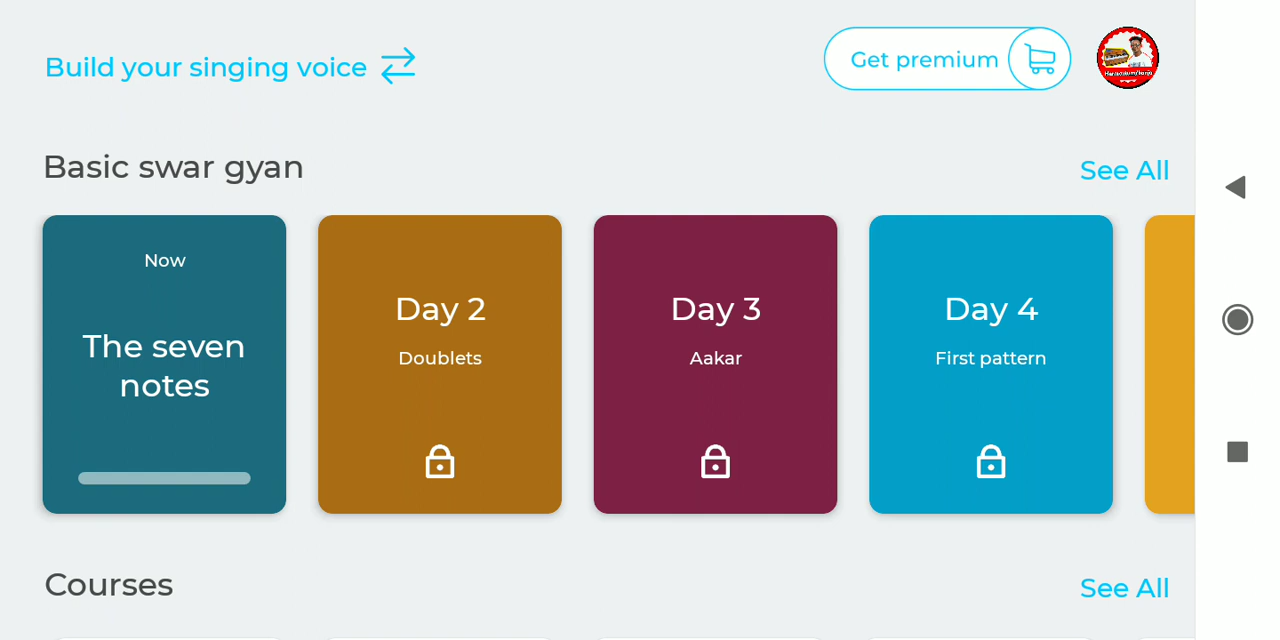 Build your singing voice
Get premium
Basic swar gyan
See All
Now
The seven
notes
Day 2
Doublets
Day 3
Aakar
Day 4
First pattern
Courses
See All